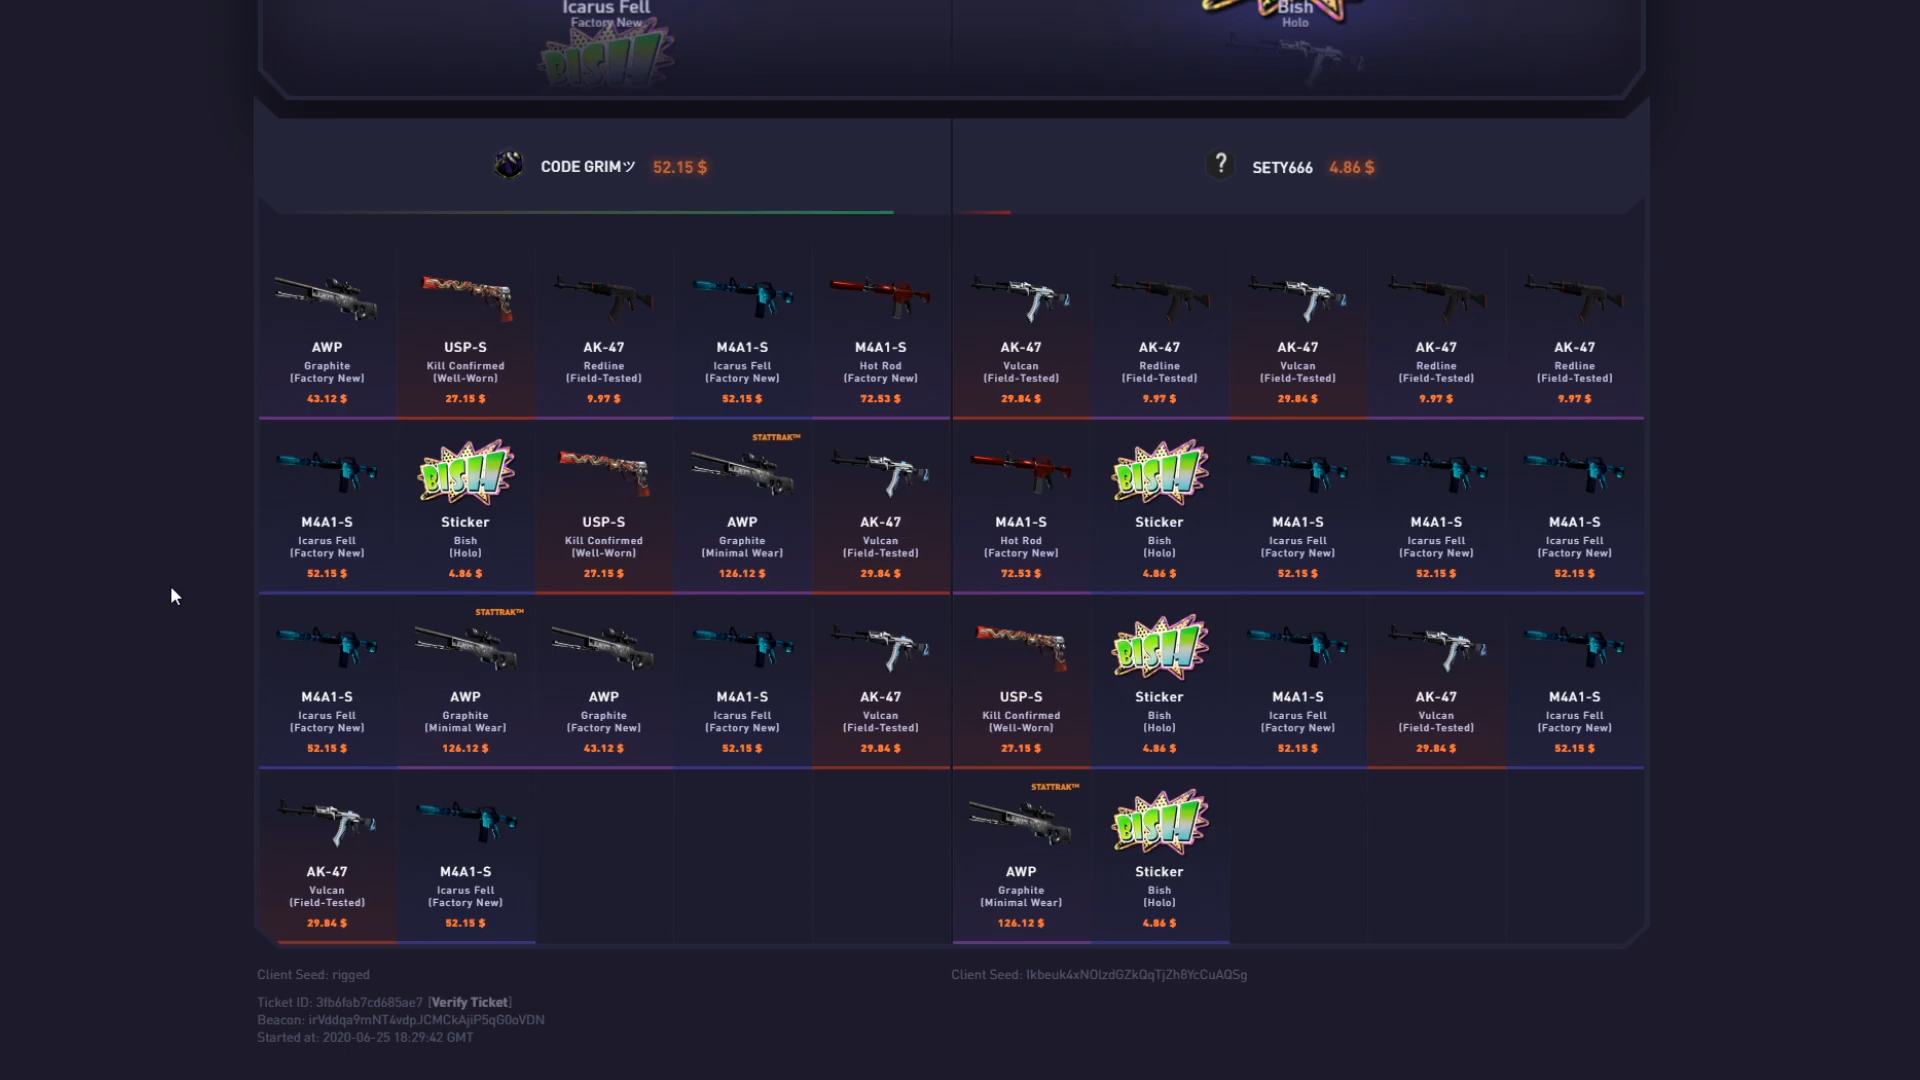 Icarus Fell
Factory New
BISH
Bish
Holo
CODE GRIMツ 52.15 $
? SETY666 4.86 $
AWP
Graphite
(Factory New)
43.12 $
USP-S
Kill Confirmed
(Well-Worn)
27.15 $
AK-47
Redline
(Field-Tested)
9.97 $
M4A1-S
Icarus Fell
(Factory New)
52.15 $
M4A1-S
Hot Rod
(Factory New)
72.53 $
AK-47
Vulcan
(Field-Tested)
29.84 $
AK-47
Redline
(Field-Tested)
9.97 $
AK-47
Vulcan
(Field-Tested)
29.84 $
AK-47
Redline
(Field-Tested)
9.97 $
AK-47
Redline
(Field-Tested)
9.97 $
M4A1-S
Icarus Fell
(Factory New)
52.15 $
BISH
Sticker
Bish
(Holo)
4.86 $
USP-S
Kill Confirmed
(Well-Worn)
27.15 $
STATTRAK™
AWP
Graphite
(Minimal Wear)
126.12 $
AK-47
Vulcan
(Field-Tested)
29.84 $
M4A1-S
Hot Rod
(Factory New)
72.53 $
BISH
Sticker
Bish
(Holo)
4.86 $
M4A1-S
Icarus Fell
(Factory New)
52.15 $
M4A1-S
Icarus Fell
(Factory New)
52.15 $
M4A1-S
Icarus Fell
(Factory New)
52.15 $
M4A1-S
Icarus Fell
(Factory New)
52.15 $
STATTRAK™
AWP
Graphite
(Minimal Wear)
126.12 $
AWP
Graphite
(Factory New)
43.12 $
M4A1-S
Icarus Fell
(Factory New)
52.15 $
AK-47
Vulcan
(Field-Tested)
29.84 $
USP-S
Kill Confirmed
(Well-Worn)
27.15 $
BISH
Sticker
Bish
(Holo)
4.86 $
M4A1-S
Icarus Fell
(Factory New)
52.15 $
AK-47
Vulcan
(Field-Tested)
29.84 $
M4A1-S
Icarus Fell
(Factory New)
52.15 $
AK-47
Vulcan
(Field-Tested)
29.84 $
M4A1-S
Icarus Fell
(Factory New)
52.15 $
STATTRAK™
AWP
Graphite
(Minimal Wear)
126.12 $
BISH
Sticker
Bish
(Holo)
4.86 $
Client Seed: rigged
Client Seed: Ikbeuk4xNOlzdGZkQqTjZh8YcCuAQSg
Ticket ID: 3fb6fab7cd685ae7 [Verify Ticket]
Beacon: irVddqa9mNT4vdpJCMCkAjiP5qG0oVDN
Started at: 2020-06-25 18:29:42 GMT